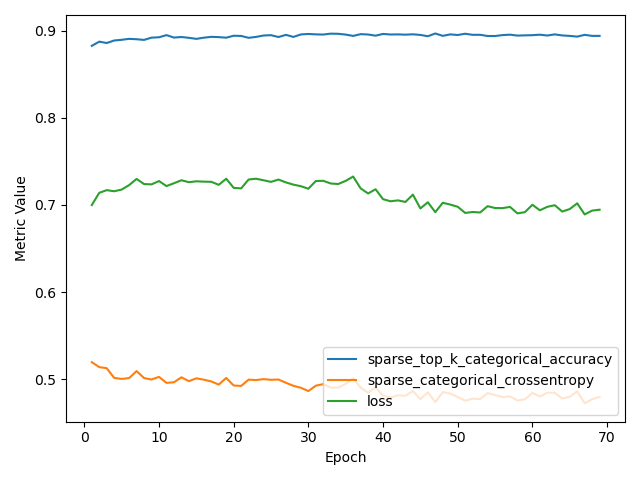 0.9
0.8
0.7
0.6
0.5
Metric Value
sparse_top_k_categorical_accuracy
sparse_categorical_crossentropy
loss
0 10 20 30 40 50 60 70
Epoch